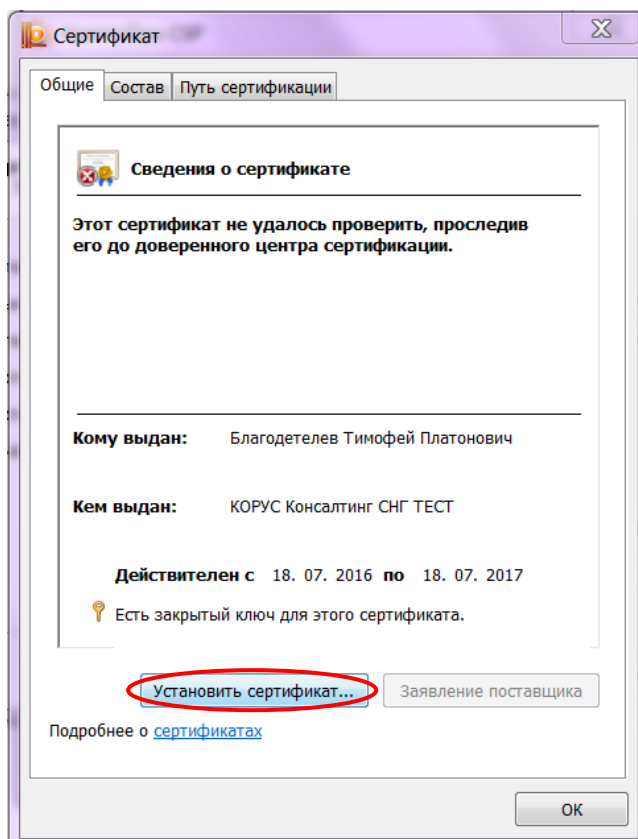 Сертификат
Общие Состав Путь сертификации
Сведения о сертификате
Этот сертификат не удалось проверить, проследив
его до доверенного центра сертификации.
Кому выдан: Благодетелев Тимофей Платонович
Кем выдан: КОРУС Консалтинг СНГ ТЕСТ
Действителен с 18. 07. 2016 по 18. 07. 2017
Есть закрытый ключ для этого сертификата.
Установить сертификат... Заявление поставщика
Подробнее о сертификатах
ОК